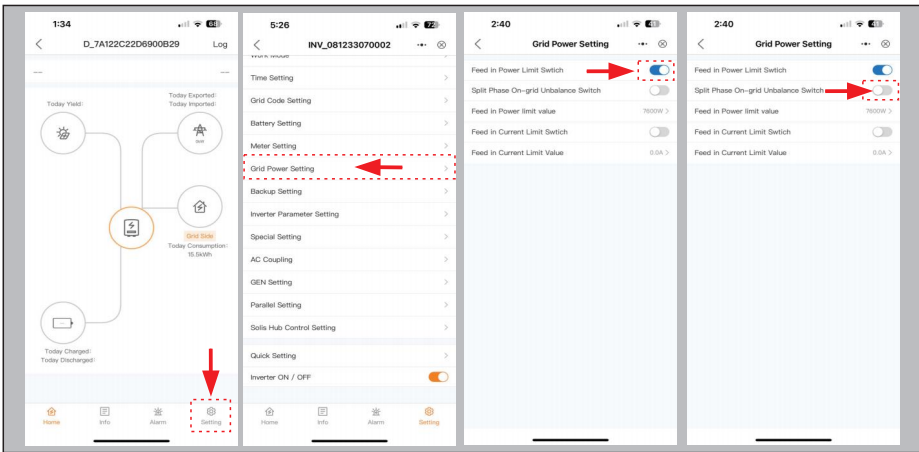 1:34
D_7A122C22D6900B29
Log
--
--
Today Yield:
Today Exported:
Today Imported:
Grid Side
Today Consumption:
15.5kWh
Today Charged:
Today Discharged:
Home
Info
Alarm
Setting
5:26
72
INV_081233070002
Work Mode
Time Setting
Grid Code Setting
Battery Setting
Meter Setting
Grid Power Setting
Backup Setting
Inverter Parameter Setting
Special Setting
AC Coupling
GEN Setting
Parallel Setting
Solis Hub Control Setting
Quick Setting
Inverter ON / OFF
Home
Info
Alarm
Setting
2:40
Grid Power Setting
Feed in Power Limit Swtich
Split Phase On-grid Unbalance Switch
Feed in Power limit value
7600W
Feed in Current Limit Swtich
Feed in Current Limit Value
0.0A
2:40
Grid Power Setting
Feed in Power Limit Swtich
Split Phase On-grid Unbalance Switch
Feed in Power limit value
7600W
Feed in Current Limit Swtich
Feed in Current Limit Value
0.0A